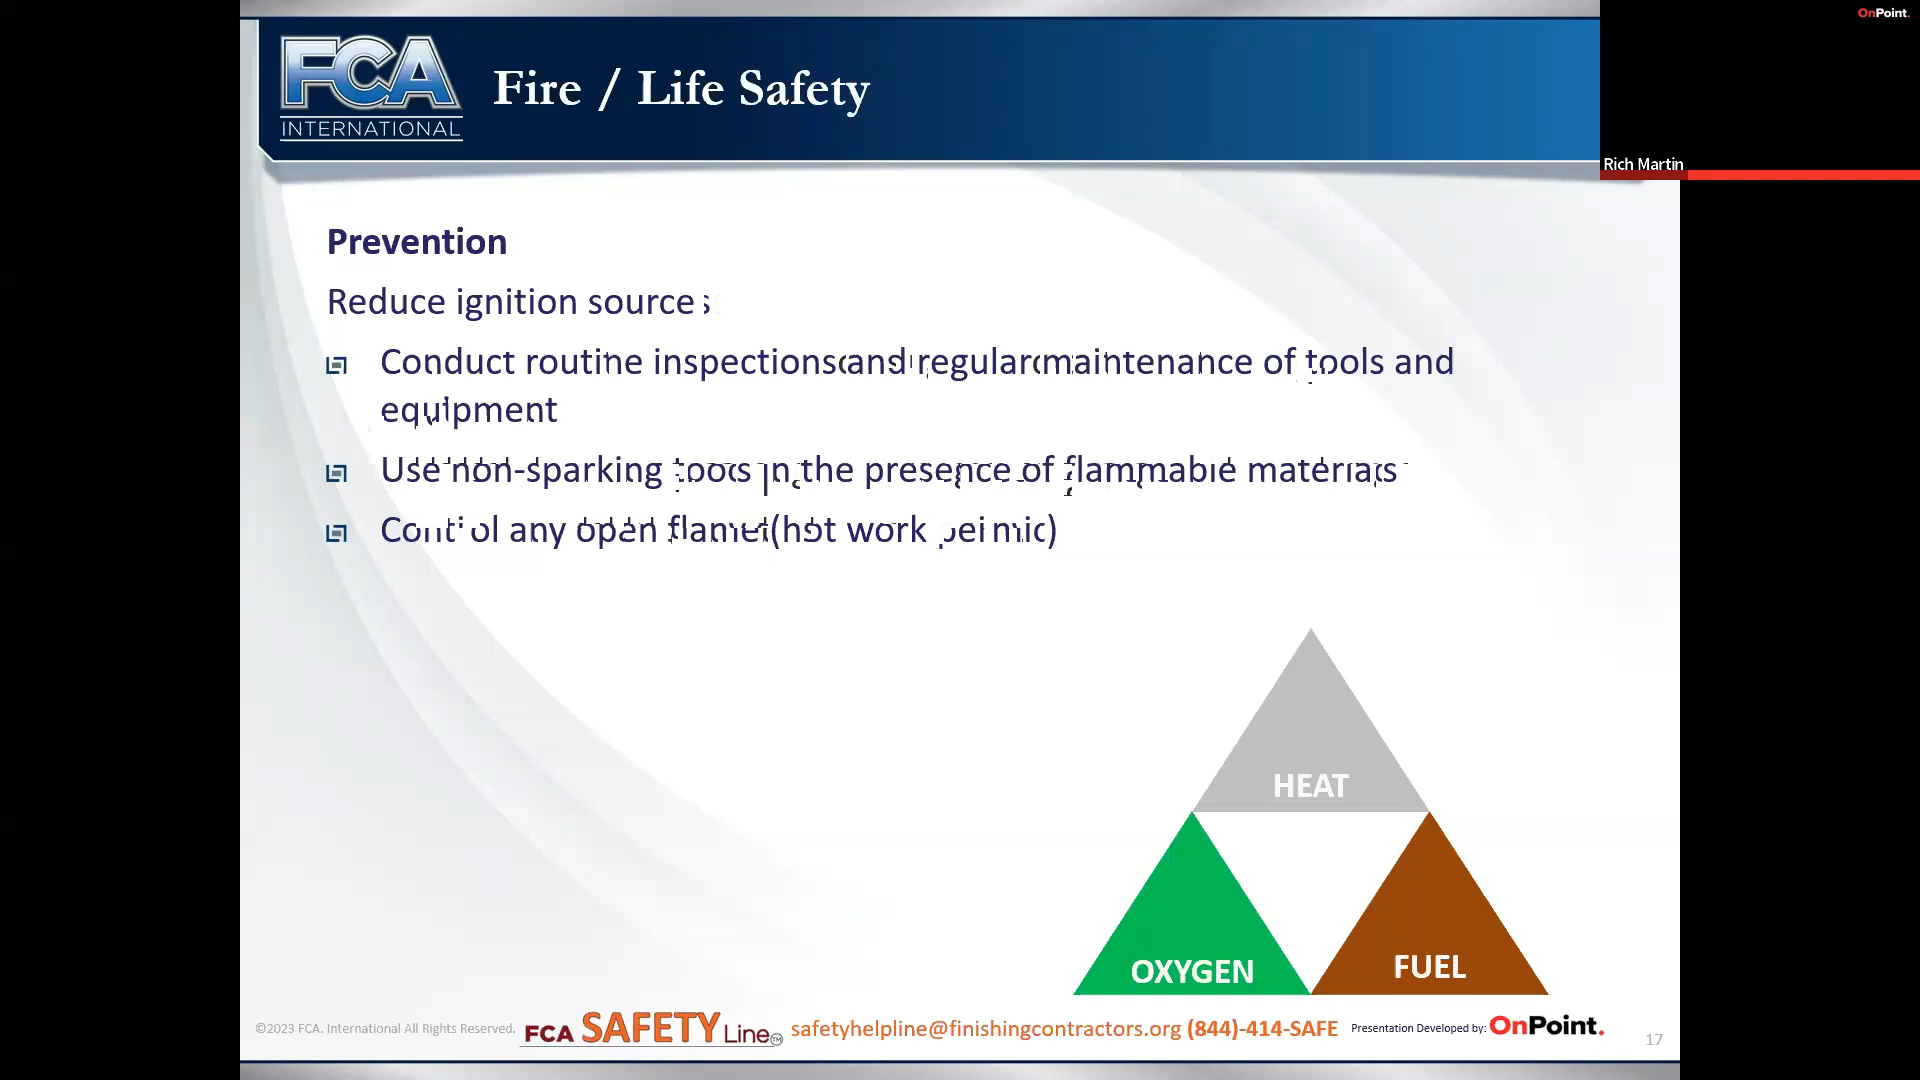 OnPoint.
FCA
INTERNATIONAL
Fire / Life Safety
Rich Martin
Prevention
Reduce ignition sources
Conduct routine inspections and regular maintenance of tools and
equipment
Use non-sparking tools in the presence of flammable materials
Control any open flame (hot work permit)
HEAT
OXYGEN
FUEL
©2023 FCA. International All Rights Reserved.
FCA SAFETY Line TM
safetyhelpline@finishingcontractors.org (844)-414-SAFE
Presentation Developed by: OnPoint.
17